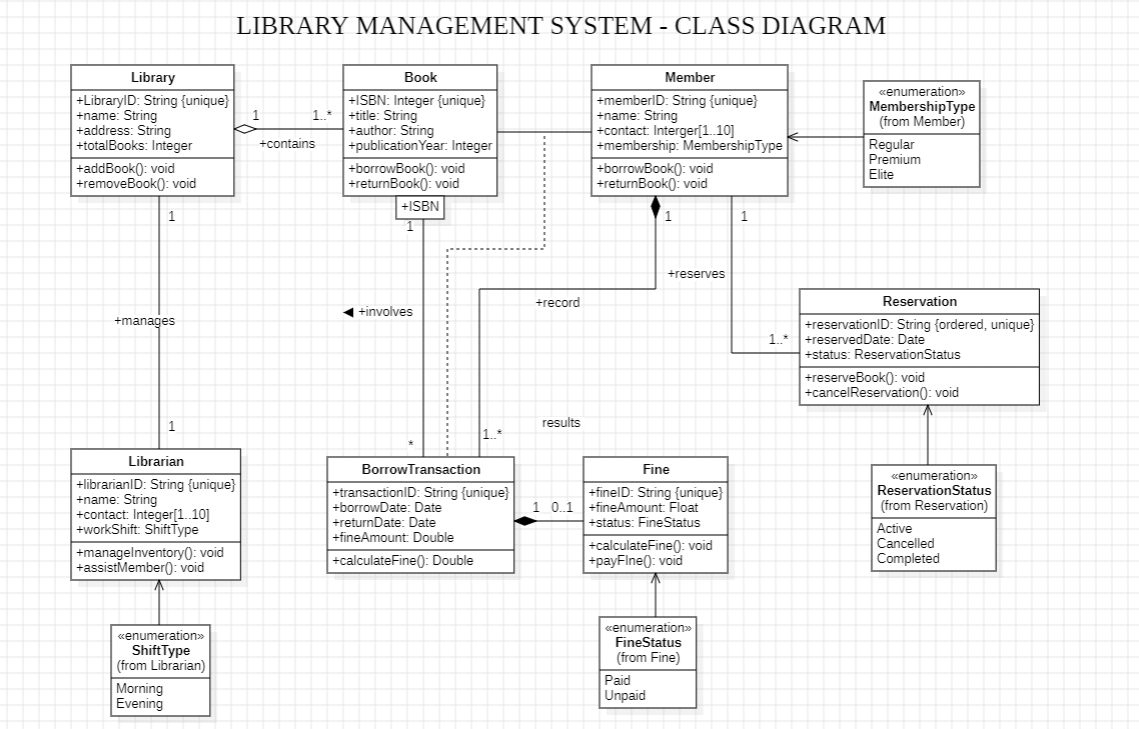 LIBRARY MANAGEMENT SYSTEM - CLASS DIAGRAM
Library
+LibraryID: String {unique}
+name: String
+address: String
+totalBooks: Integer
+addBook(): void
+removeBook(): void
1
1..*
+contains
Book
+ISBN: Integer {unique}
+title: String
+author: String
+publicationYear: Integer
+borrowBook(): void
+returnBook(): void
+ISBN
Member
+memberID: String {unique}
+name: String
+contact: Interger[1..10]
+membership: MembershipType
+borrowBook(): void
+returnBook(): void
«enumeration»
MembershipType
(from Member)
Regular
Premium
Elite
1
1
1
1
+manages
1
◀ +involves
*
+record
1..*
+reserves
1..*
results
Reservation
+reservationID: String {ordered, unique}
+reservedDate: Date
+status: ReservationStatus
+reserveBook(): void
+cancelReservation(): void
Librarian
+librarianID: String {unique}
+name: String
+contact: Integer[1..10]
+workShift: ShiftType
+manageInventory(): void
+assistMember(): void
BorrowTransaction
+transactionID: String {unique}
+borrowDate: Date
+returnDate: Date
+fineAmount: Double
+calculateFine(): Double
1
0..1
Fine
+fineID: String {unique}
+fineAmount: Float
+status: FineStatus
+calculateFine(): void
+payFIne(): void
«enumeration»
ReservationStatus
(from Reservation)
Active
Cancelled
Completed
«enumeration»
ShiftType
(from Librarian)
Morning
Evening
«enumeration»
FineStatus
(from Fine)
Paid
Unpaid